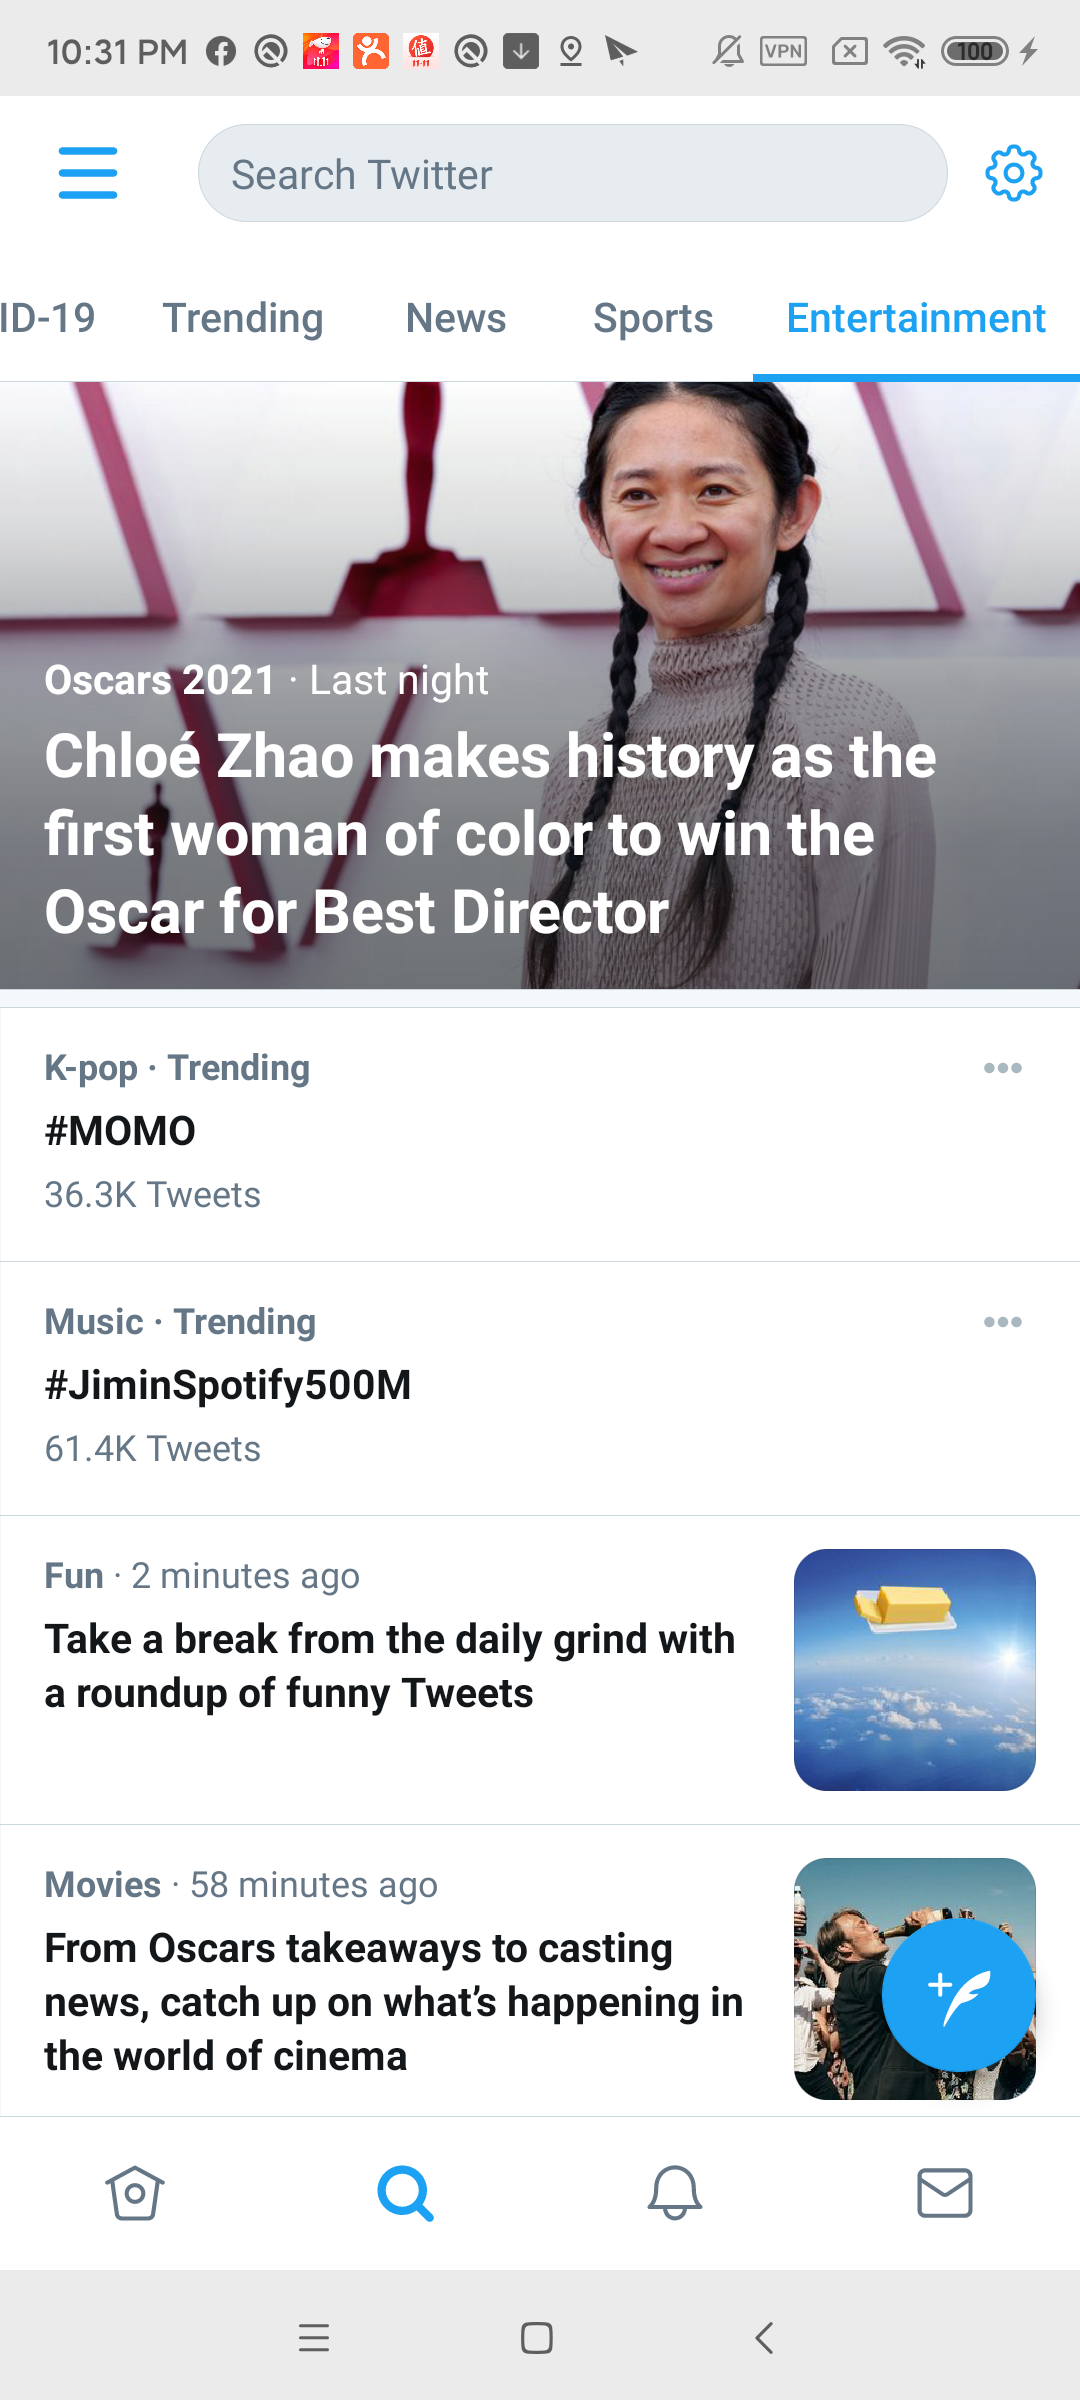 10:31 PM
VPN
100
Search Twitter
ID-19 Trending News Sports Entertainment
Oscars 2021 · Last night
Chloé Zhao makes history as the
first woman of color to win the
Oscar for Best Director
K-pop · Trending
#MOMO
36.3K Tweets
Music · Trending
#JiminSpotify500M
61.4K Tweets
Fun · 2 minutes ago
Take a break from the daily grind with
a roundup of funny Tweets
Movies · 58 minutes ago
From Oscars takeaways to casting
news, catch up on what’s happening in
the world of cinema